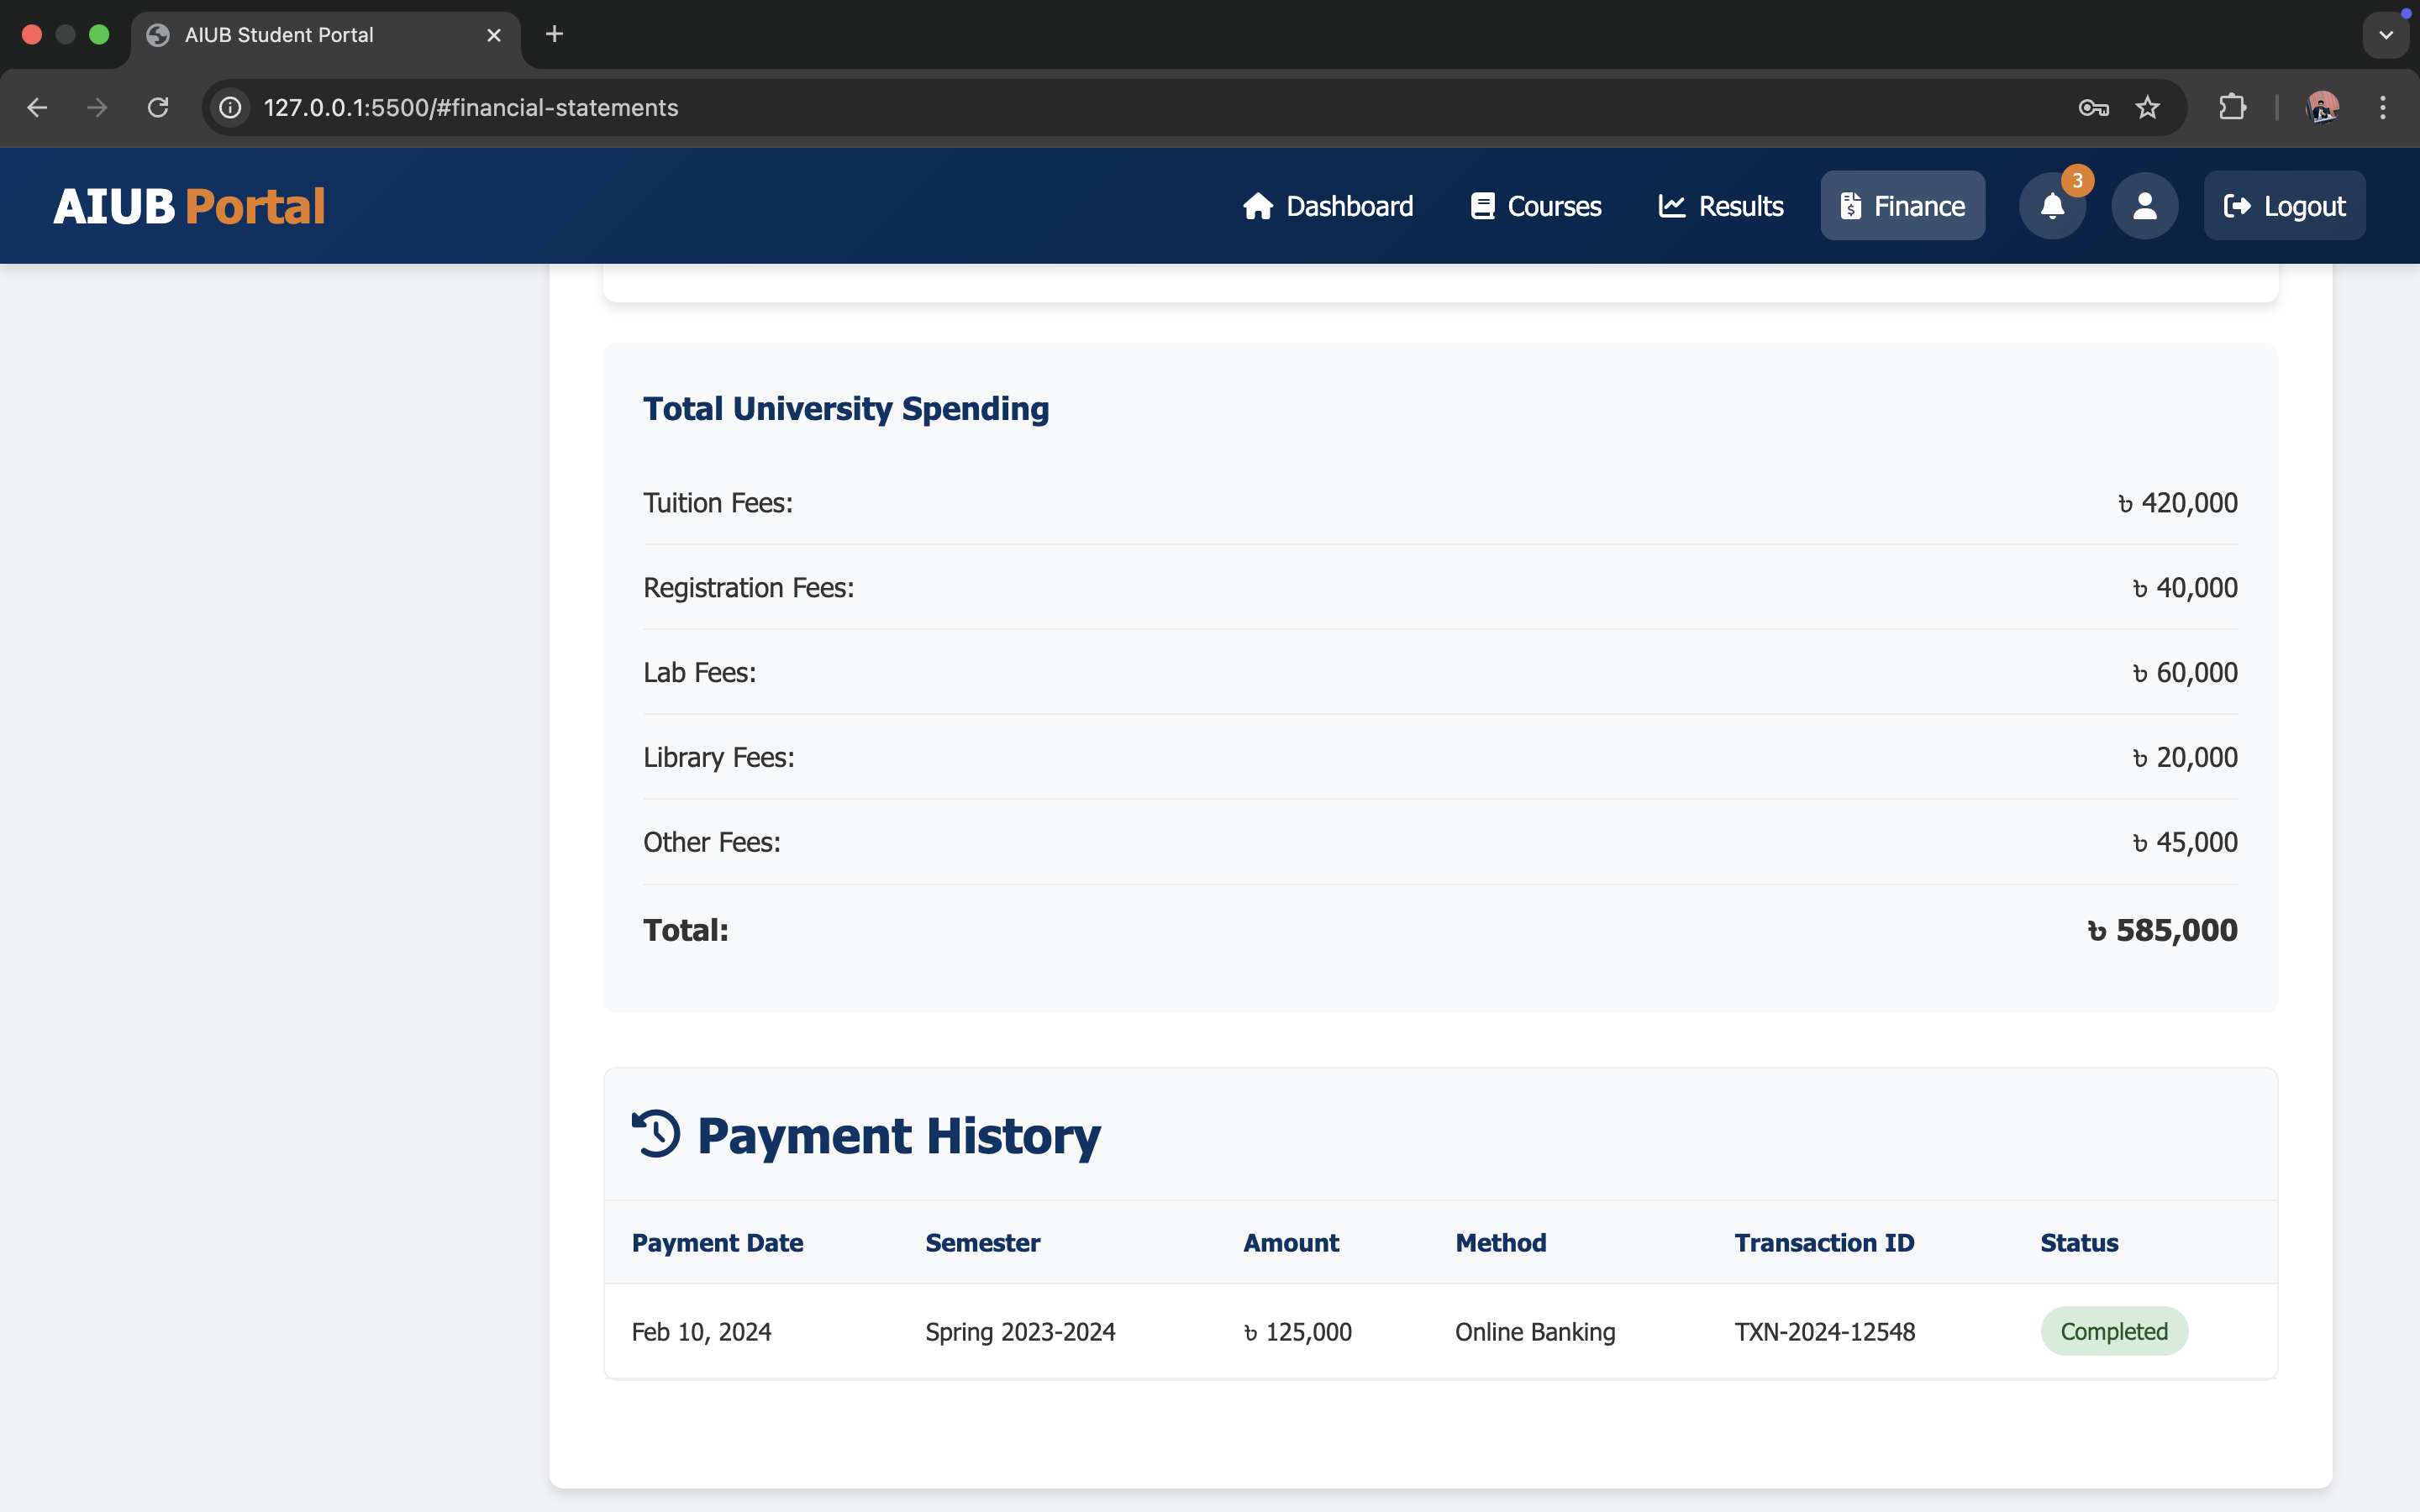 AIUB Student Portal
127.0.0.1:5500/#financial-statements
AIUB Portal
Dashboard
Courses
Results
Finance
3
Logout
Total University Spending
Tuition Fees: ৳ 420,000
Registration Fees: ৳ 40,000
Lab Fees: ৳ 60,000
Library Fees: ৳ 20,000
Other Fees: ৳ 45,000
Total: ৳ 585,000
Payment History
Payment Date Semester Amount Method Transaction ID Status
Feb 10, 2024 Spring 2023-2024 ৳ 125,000 Online Banking TXN-2024-12548 Completed